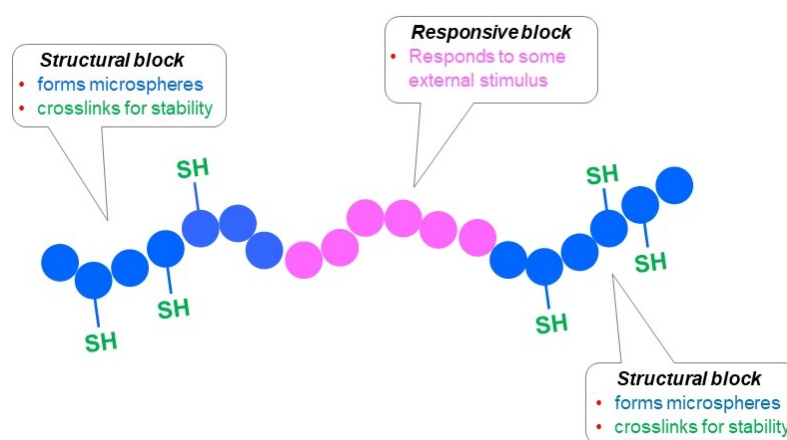 Structural block
• forms microspheres
• crosslinks for stability
Responsive block
• Responds to some
external stimulus
SH
SH
SH
SH
SH
SH
Structural block
• forms microspheres
• crosslinks for stability